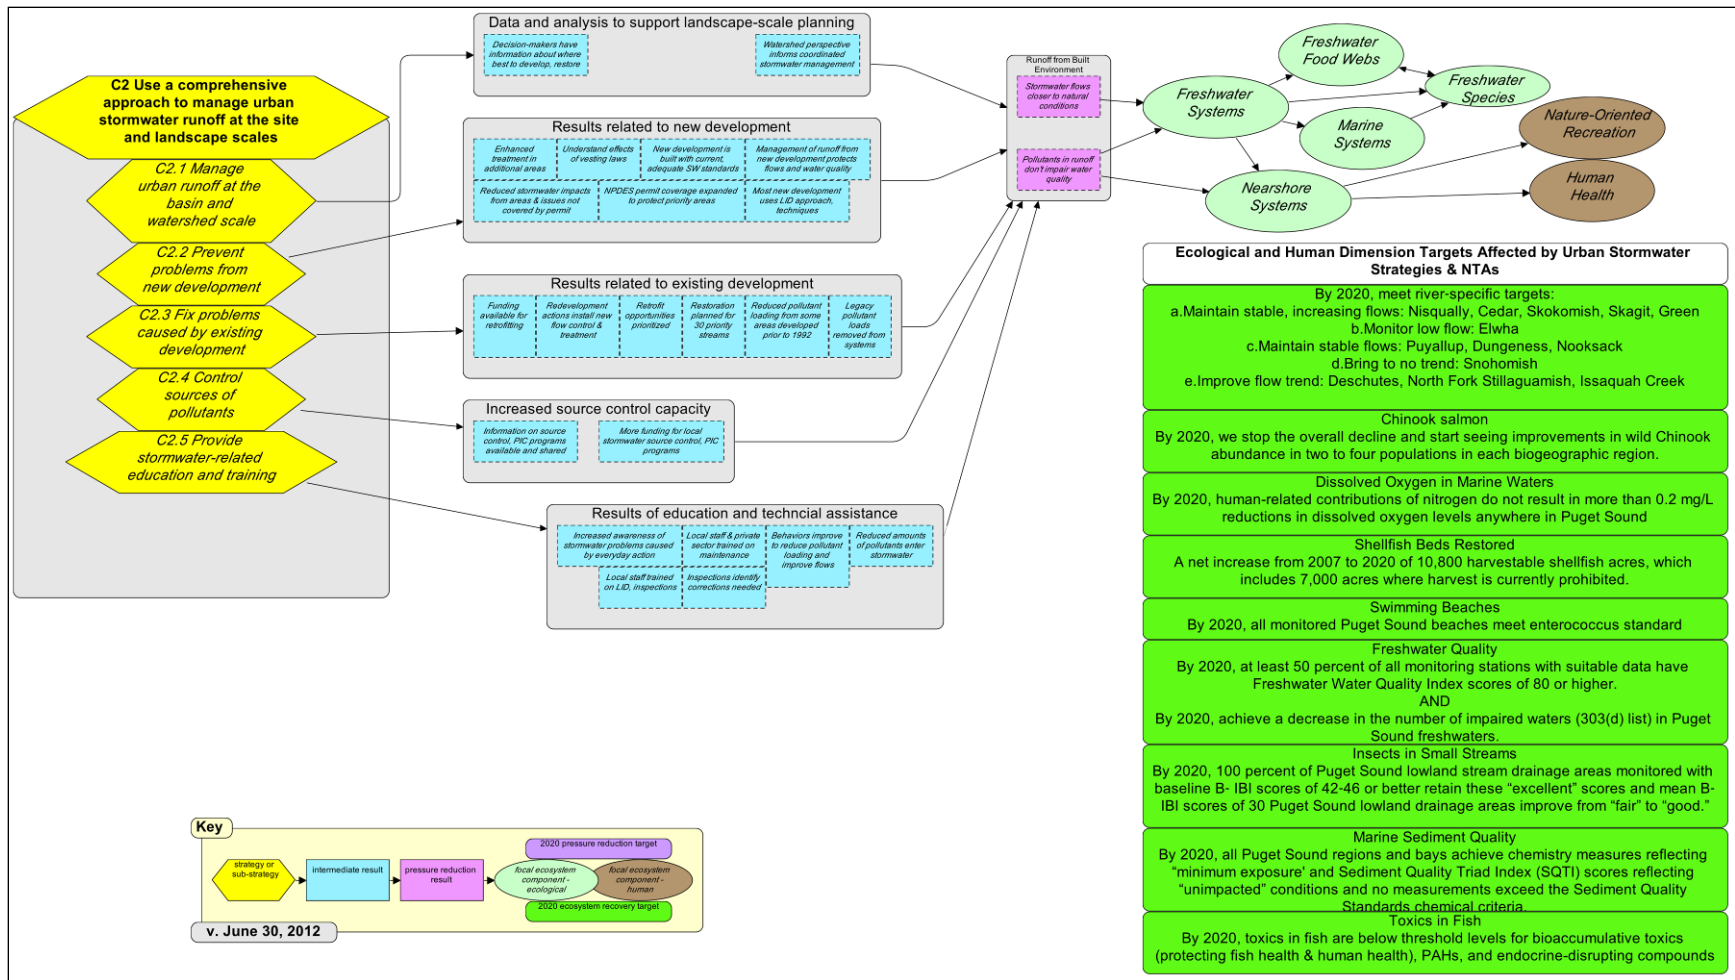 C2 Use a comprehensive
approach to manage urban
stormwater runoff at the site
and landscape scales
C2.1 Manage
urban runoff at the
basin and
watershed scale
C2.2 Prevent
problems from
new development
C2.3 Fix problems
caused by existing
development
C2.4 Control
sources of
pollutants
C2.5 Provide
stormwater-related
education and training
Data and analysis to support landscape-scale planning
Decision-makers have
information about where
best to develop, restore
Watershed perspective
informs coordinated
stormwater management
Results related to new development
Enhanced
treatment in
additional areas
Understand effects
of vesting laws
New development is
built with current,
adequate SW standards
Management of runoff from
new development protects
flows and water quality
Reduced stormwater impacts
from areas & issues not
covered by permit
NPDES permit coverage expanded
to protect priority areas
Most new development
uses LID approach,
techniques
Results related to existing development
Funding
available for
retrofitting
Redevelopment
actions install new
flow control &
treatment
Retrofit
opportunities
prioritized
Restoration
planned for
30 priority
streams
Reduced pollutant
loading from some
areas developed
prior to 1992
Legacy
pollutant
loads
removed from
systems
Increased source control capacity
Information on source
control, PIC programs
available and shared
More funding for local
stormwater source control, PIC
programs
Results of education and techncial assistance
Increased awareness of
stormwater problems caused
by everyday action
Local staff & private
sector trained on
maintenance
Behaviors improve
to reduce pollutant
loading and
improve flows
Reduced amounts
of pollutants enter
stormwater
Local staff trained
on LID, inspections
Inspections identify
corrections needed
Runoff from Built
Environment
Stormwater flows
closer to natural
conditions
Pollutants in runoff
don't impair water
quality
Freshwater
Systems
Freshwater
Food Webs
Freshwater
Species
Marine
Systems
Nearshore
Systems
Nature-Oriented
Recreation
Human
Health
Ecological and Human Dimension Targets Affected by Urban Stormwater
Strategies & NTAs
By 2020, meet river-specific targets:
a.Maintain stable, increasing flows: Nisqually, Cedar, Skokomish, Skagit, Green
b.Monitor low flow: Elwha
c.Maintain stable flows: Puyallup, Dungeness, Nooksack
d.Bring to no trend: Snohomish
e.Improve flow trend: Deschutes, North Fork Stillaguamish, Issaquah Creek
Chinook salmon
By 2020, we stop the overall decline and start seeing improvements in wild Chinook
abundance in two to four populations in each biogeographic region.
Dissolved Oxygen in Marine Waters
By 2020, human-related contributions of nitrogen do not result in more than 0.2 mg/L
reductions in dissolved oxygen levels anywhere in Puget Sound
Shellfish Beds Restored
A net increase from 2007 to 2020 of 10,800 harvestable shellfish acres, which
includes 7,000 acres where harvest is currently prohibited.
Swimming Beaches
By 2020, all monitored Puget Sound beaches meet enterococcus standard
Freshwater Quality
By 2020, at least 50 percent of all monitoring stations with suitable data have
Freshwater Water Quality Index scores of 80 or higher.
AND
By 2020, achieve a decrease in the number of impaired waters (303(d) list) in Puget
Sound freshwaters.
Insects in Small Streams
By 2020, 100 percent of Puget Sound lowland stream drainage areas monitored with
baseline B- IBI scores of 42-46 or better retain these “excellent” scores and mean B-
IBI scores of 30 Puget Sound lowland drainage areas improve from “fair” to “good.”
Marine Sediment Quality
By 2020, all Puget Sound regions and bays achieve chemistry measures reflecting
“minimum exposure' and Sediment Quality Triad Index (SQTI) scores reflecting
“unimpacted” conditions and no measurements exceed the Sediment Quality
Standards chemical criteria.
Toxics in Fish
By 2020, toxics in fish are below threshold levels for bioaccumulative toxics
(protecting fish health & human health), PAHs, and endocrine-disrupting compounds
Key
strategy or
sub-strategy
intermediate result
pressure reduction
result
2020 pressure reduction target
focal ecosystem
component -
ecological
focal ecosystem
component -
human
2020 ecosystem recovery target
v. June 30, 2012